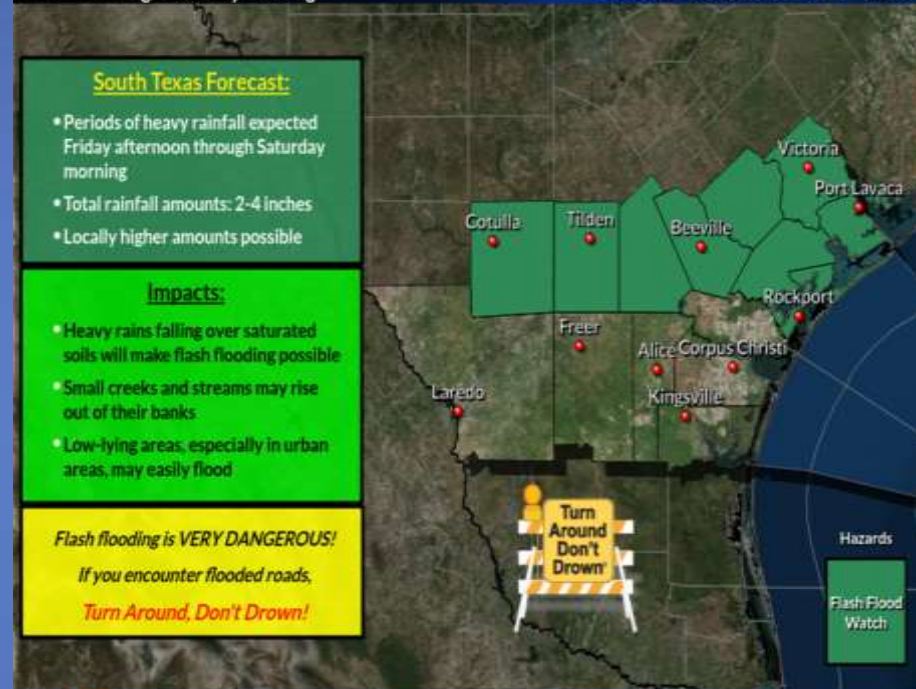 South Texas Forecast:
• Periods of heavy rainfall expected
Friday afternoon through Saturday
morning
• Total rainfall amounts: 2-4 inches
• Locally higher amounts possible
Impacts:
• Heavy rains falling over saturated
soils will make flash flooding possible
• Small creeks and streams may rise
out of their banks
• Low-lying areas, especially in urban
areas, may easily flood
Flash flooding is VERY DANGEROUS!
If you encounter flooded roads,
Turn Around, Don't Drown!
Victoria
Port Lavaca
Cotulla
Tilden
Beeville
Rockport
Freer
Alice
Corpus Christi
Laredo
Kingsville
Turn
Around
Don't
Drown
Hazards
Flash Flood
Watch